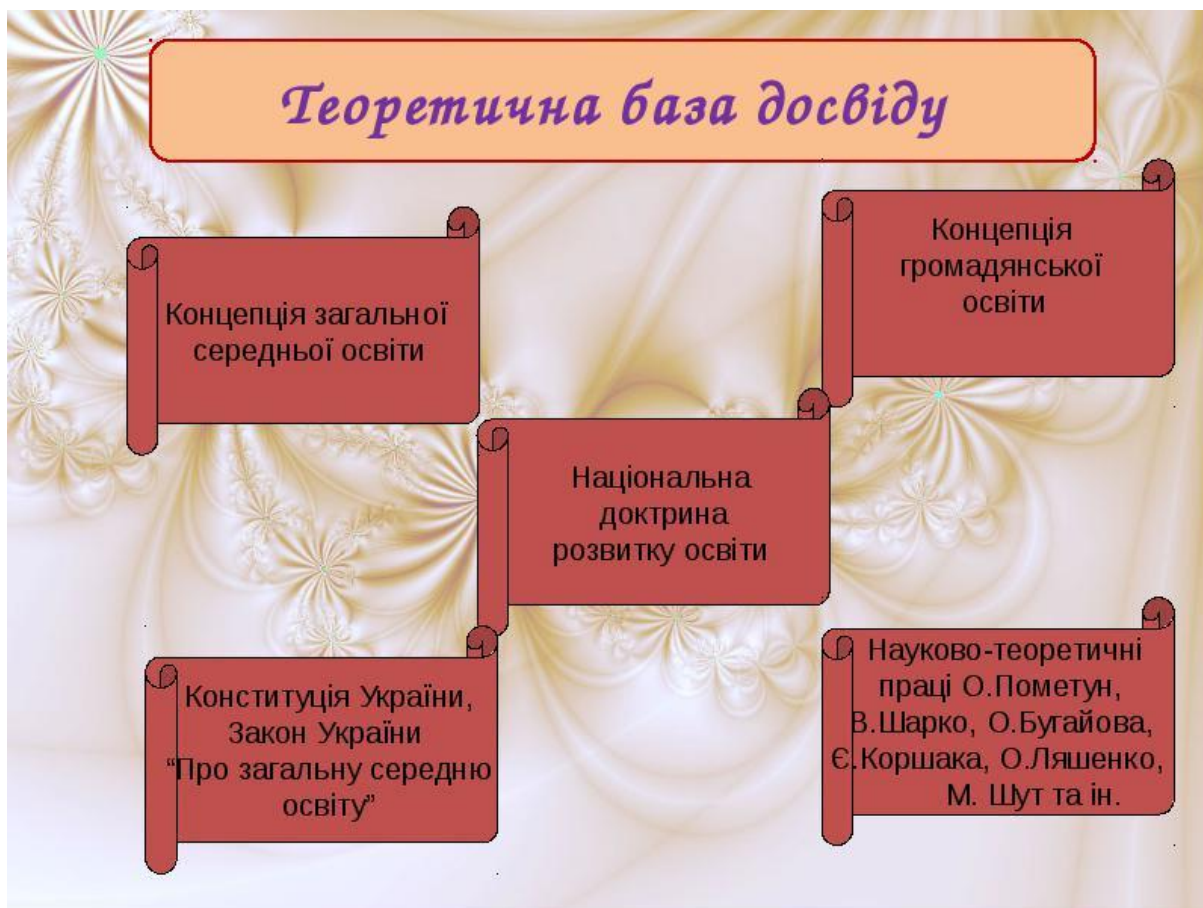 Теоретична база досвіду
Концепція загальної
середньої освіти
Концепція
громадянської
освіти
Національна
доктрина
розвитку освіти
Конституція України,
Закон України
“Про загальну середню
освіту”
Науково-теоретичні
праці О.Пометун,
В.Шарко, О.Бугайова,
Є.Коршака, О.Ляшенко,
М. Шут та ін.